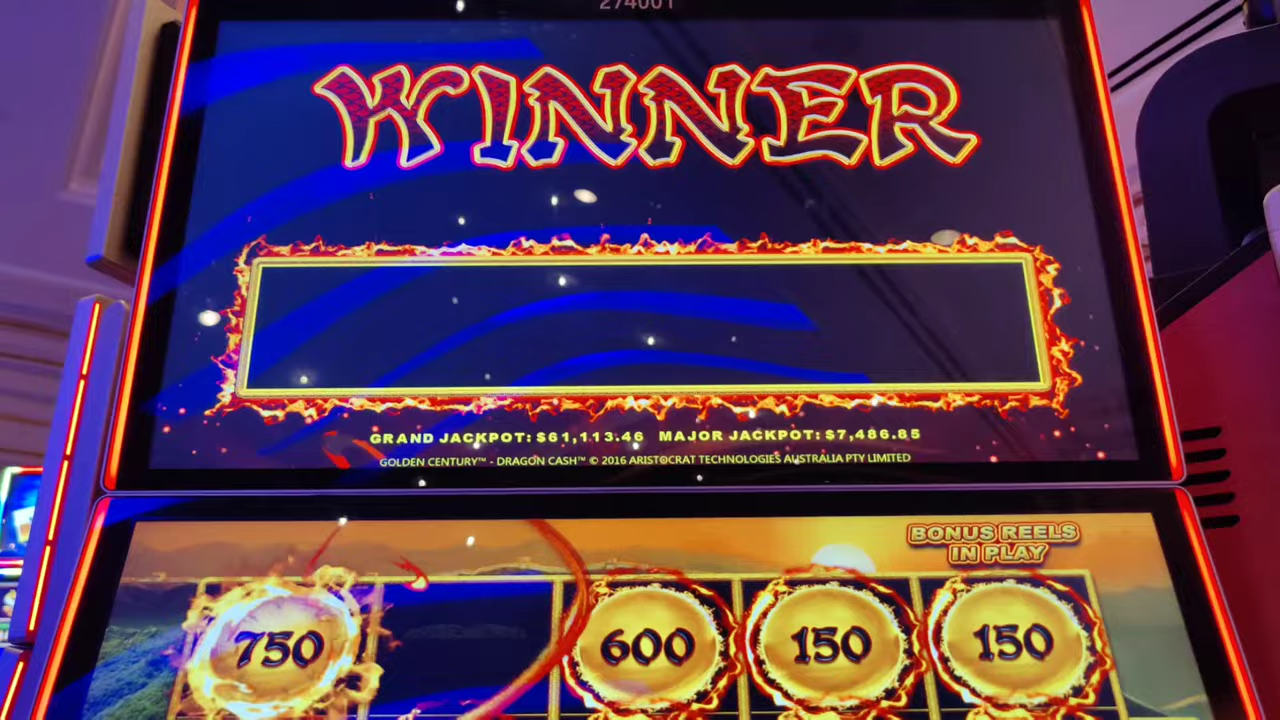 274001
WINNER
GRAND JACKPOT: $61,113.46 MAJOR JACKPOT: $7,486.85
GOLDEN CENTURY™ - DRAGON CASH™ © 2016 ARISTOCRAT TECHNOLOGIES AUSTRALIA PTY LIMITED
BONUS REELS
IN PLAY
750 600 150 150